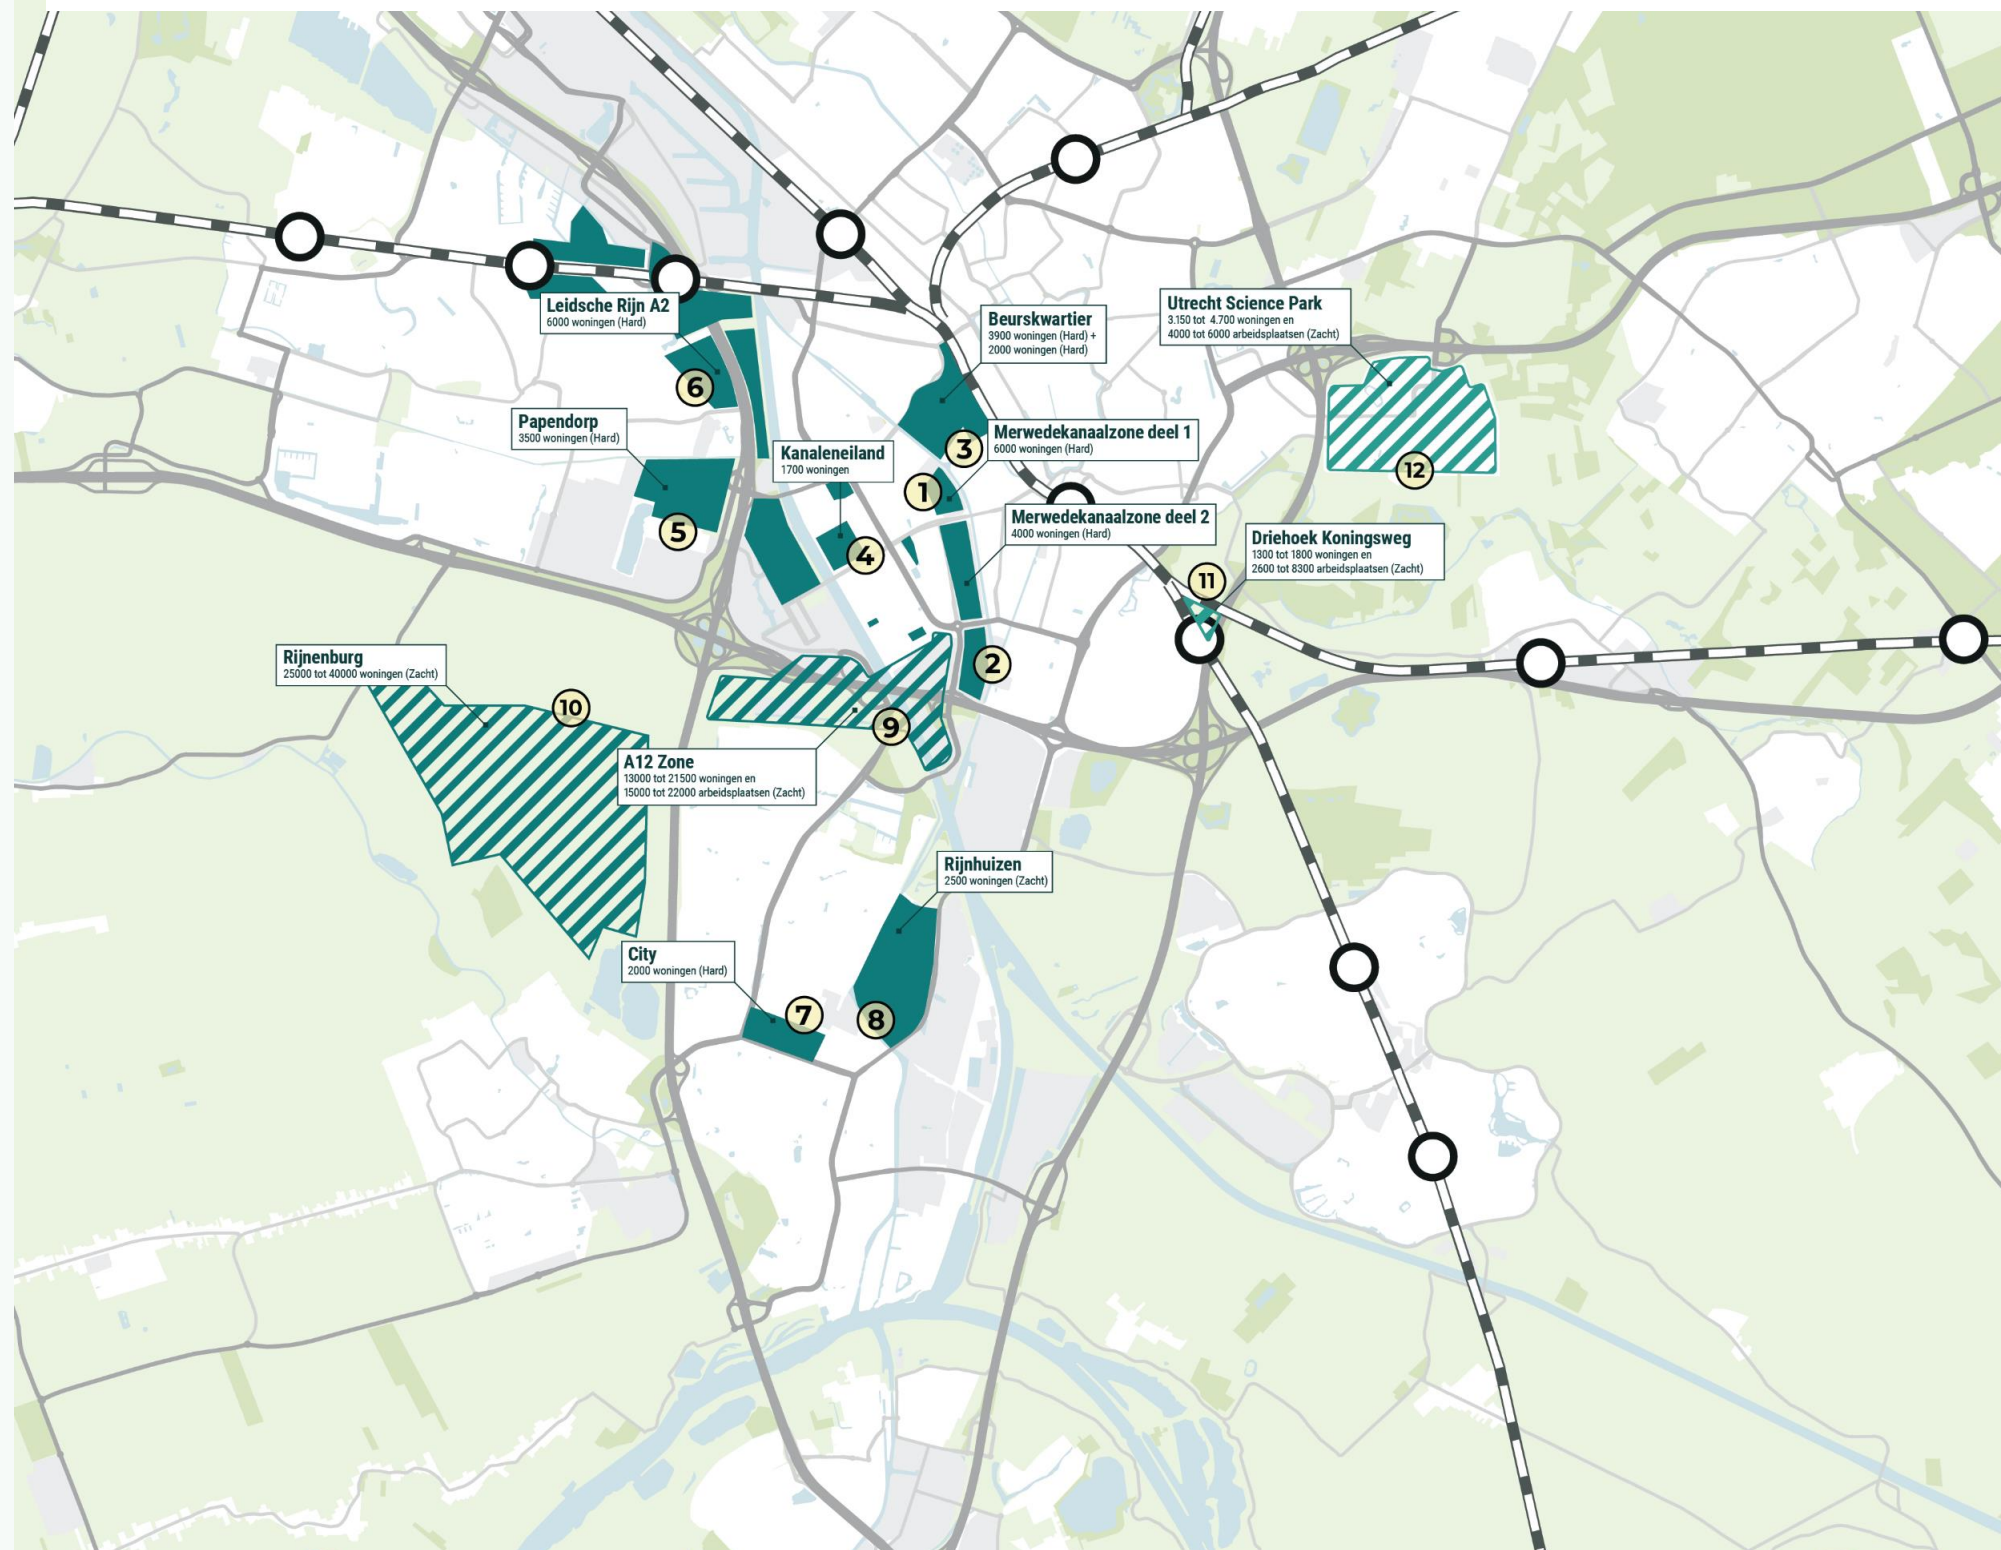 Leidsche Rijn A2
6000 woningen (Hard)
6
Beurskwartier
3900 woningen (Hard) +
2000 woningen (Hard)
3
Utrecht Science Park
3.150 tot 4.700 woningen en
4000 tot 6000 arbeidsplaatsen (Zacht)
12
Papendorp
3500 woningen (Hard)
5
Kanaleneiland
1700 woningen
4
Merwedekanaalzone deel 1
6000 woningen (Hard)
1
Merwedekanaalzone deel 2
4000 woningen (Hard)
2
Driehoek Koningsweg
1300 tot 1800 woningen en
2600 tot 8300 arbeidsplaatsen (Zacht)
11
Rijnenburg
25000 tot 40000 woningen (Zacht)
10
A12 Zone
13000 tot 21500 woningen en
15000 tot 22000 arbeidsplaatsen (Zacht)
9
Rijnhuizen
2500 woningen (Zacht)
8
City
2000 woningen (Hard)
7